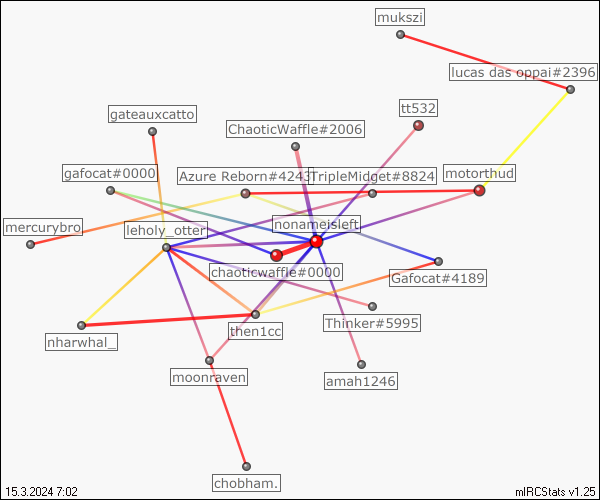 mukszi
lucas das oppai#2396
tt532
gateauxcatto
ChaoticWaffle#2006
gafocat#0000
Azure Reborn#4243
TripleMidget#8824
motorthud
mercurybro
leholy_otter
nonameisleft
chaoticwaffle#0000
Gafocat#4189
Thinker#5995
then1cc
nharwhal_
moonraven
amah1246
chobham.
15.3.2024 7:02
mIRCStats v1.25